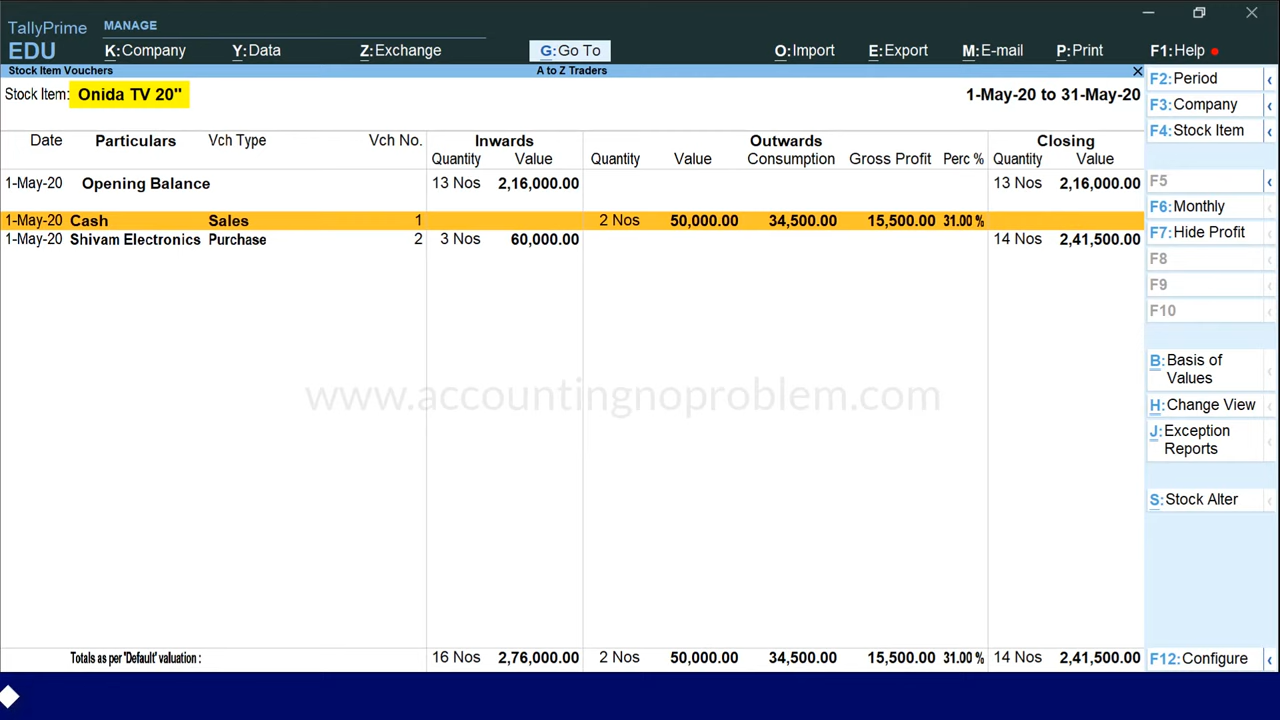 TallyPrime MANAGE
EDU K:Company Y:Data Z:Exchange G:Go To O:Import E:Export M:E-mail P:Print F1:Help
Stock Item Vouchers A to Z Traders
Stock Item: Onida TV 20" 1-May-20 to 31-May-20
Date Particulars Vch Type Vch No. Inwards Outwards Closing
Quantity Value Quantity Value Consumption Gross Profit Perc % Quantity Value
1-May-20 Opening Balance 13 Nos 2,16,000.00 13 Nos 2,16,000.00
1-May-20 Cash Sales 1 2 Nos 50,000.00 34,500.00 15,500.00 31.00 %
1-May-20 Shivam Electronics Purchase 2 3 Nos 60,000.00 14 Nos 2,41,500.00
www.accountingnoproblem.com
Totals as per 'Default' valuation : 16 Nos 2,76,000.00 2 Nos 50,000.00 34,500.00 15,500.00 31.00 % 14 Nos 2,41,500.00
F2:Period
F3:Company
F4:Stock Item
F5
F6:Monthly
F7:Hide Profit
F8
F9
F10
B:Basis of
Values
H:Change View
J:Exception
Reports
S:Stock Alter
F12:Configure